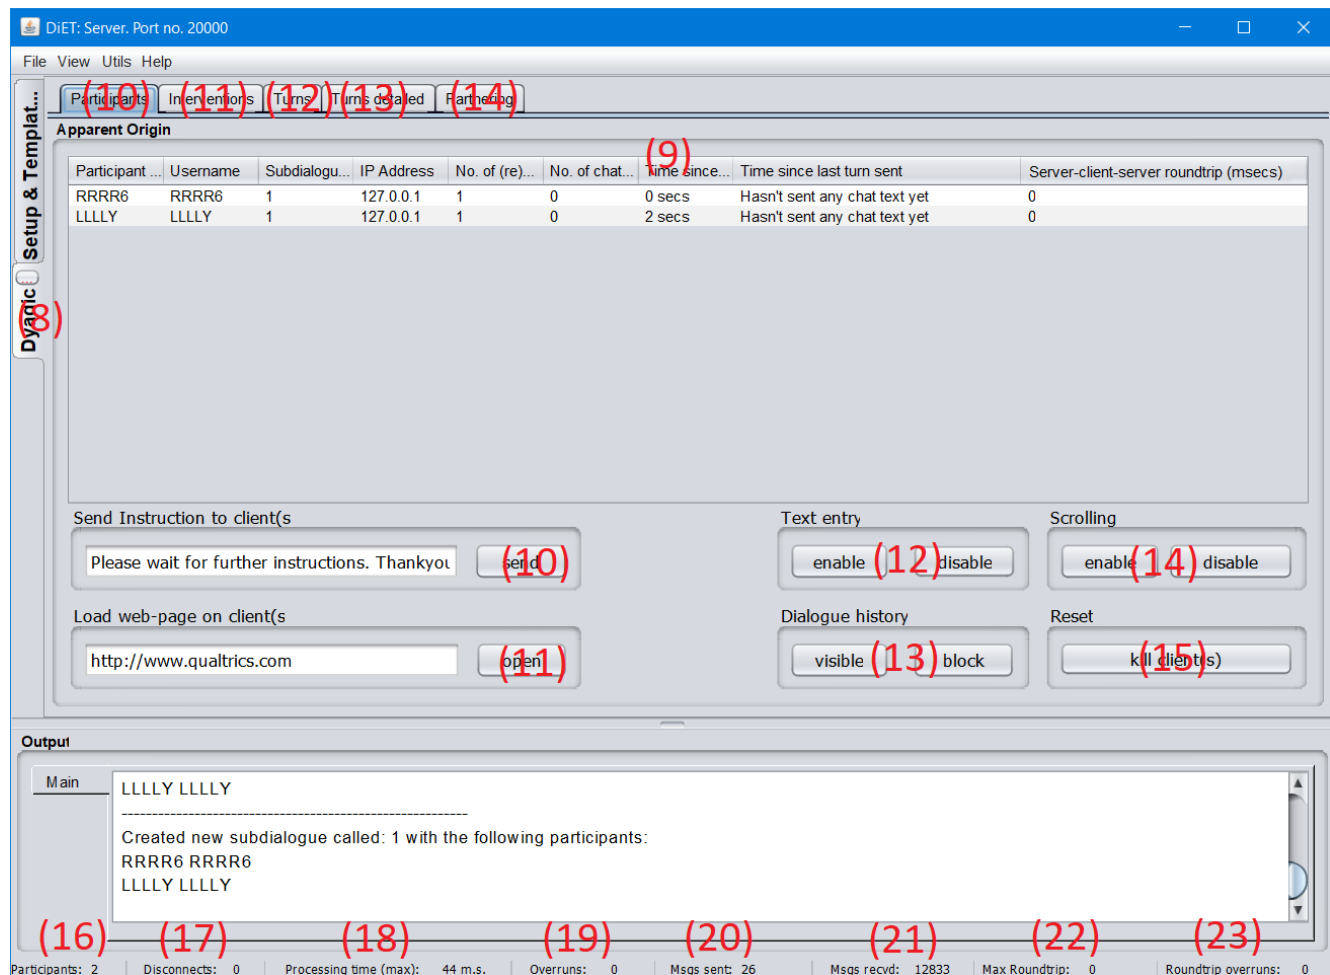 DiET: Server. Port no. 20000
File View Utils Help
Setup & Templat...
Dyadic
(8)
Participants Interventions Turns Turns detailed Partnering
(10) (11) (12) (13) (14)
Apparent Origin
(9)
Participant ... Username Subdialogu... IP Address No. of (re)... No. of chat... Time since... Time since last turn sent Server-client-server roundtrip (msecs)
RRRR6 RRRR6 1 127.0.0.1 1 0 0 secs Hasn't sent any chat text yet 0
LLLLY LLLLY 1 127.0.0.1 1 0 2 secs Hasn't sent any chat text yet 0
Send Instruction to client(s Text entry Scrolling
Please wait for further instructions. Thankyou send (10) enable (12) disable enable (14) disable
Load web-page on client(s Dialogue history Reset
http://www.qualtrics.com open (11) visible (13) block kill client(s) (15)
Output
Main
LLLLY LLLLY
---------------------------------------------------------
Created new subdialogue called: 1 with the following participants:
RRRR6 RRRR6
LLLLY LLLLY
(16) (17) (18) (19) (20) (21) (22) (23)
Participants: 2 Disconnects: 0 Processing time (max): 44 m.s. Overruns: 0 Msgs sent: 26 Msgs recvd: 12833 Max Roundtrip: 0 Roundtrip overruns: 0